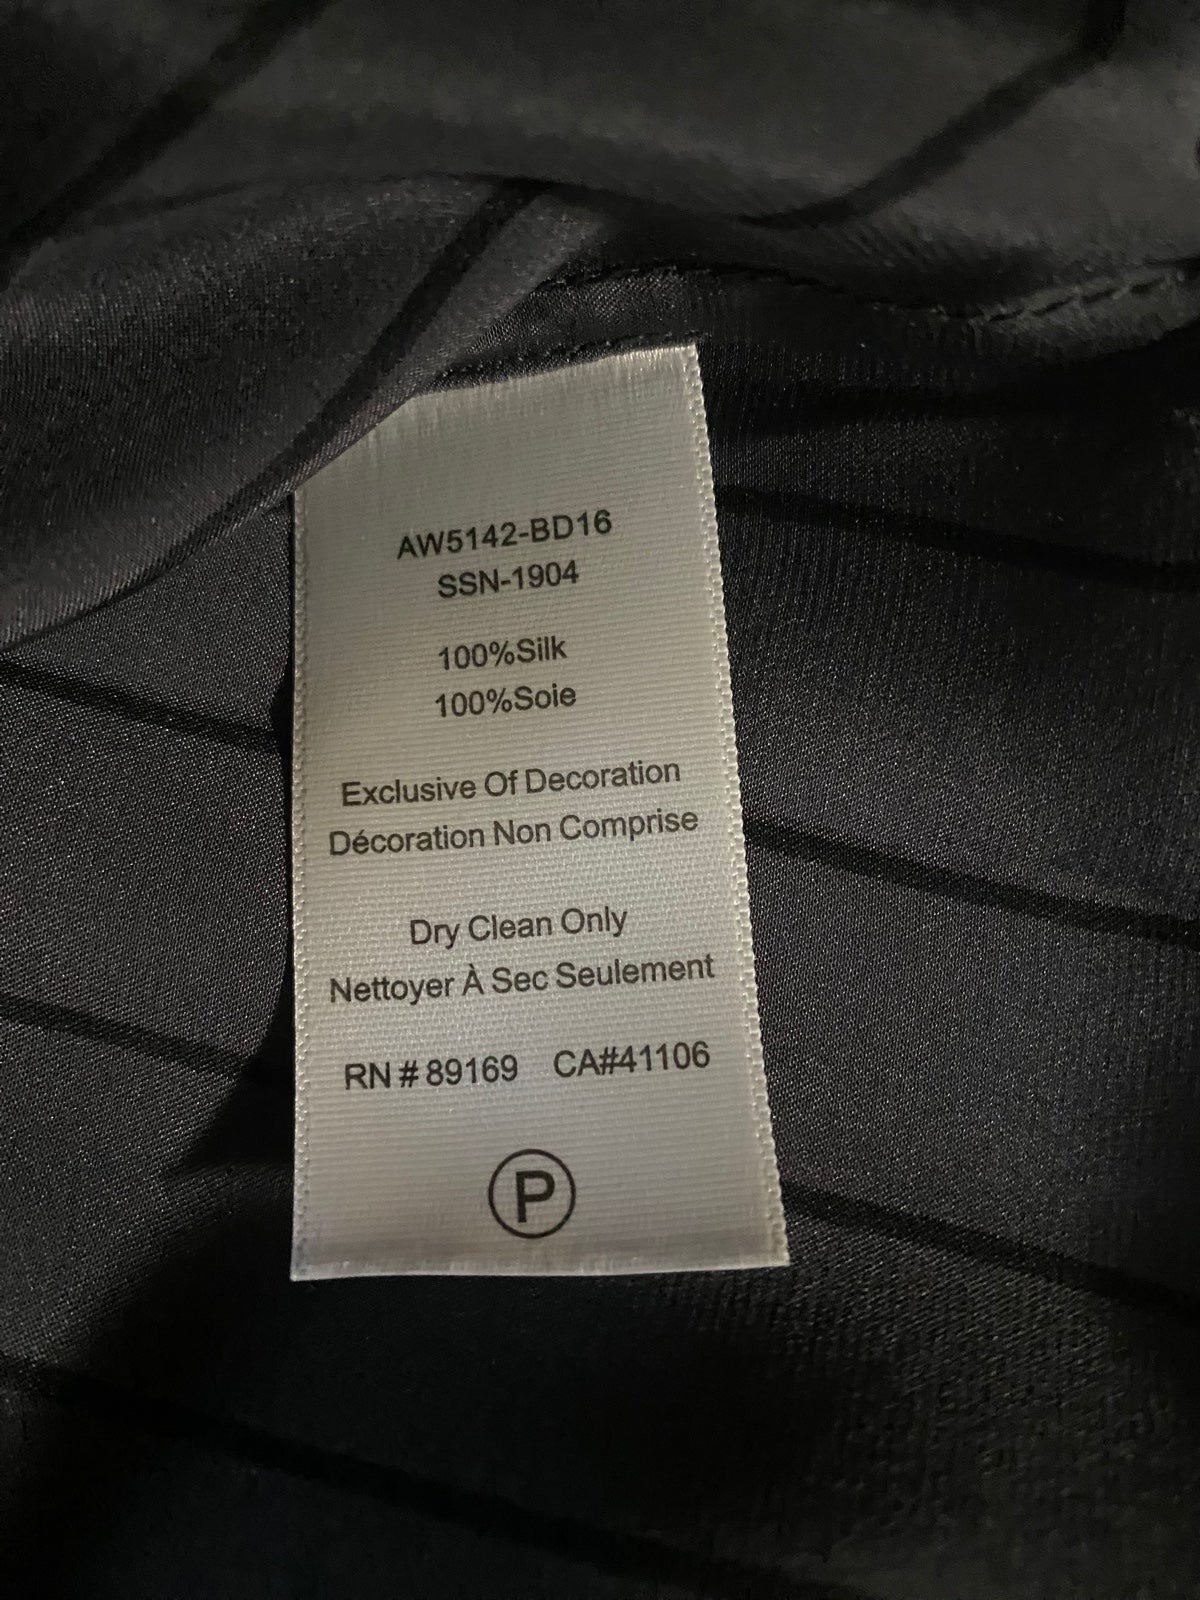 AW5142-BD16
SSN-1904
100%Silk
100%Soie
Exclusive Of Decoration
Décoration Non Comprise
Dry Clean Only
Nettoyer À Sec Seulement
RN # 89169 CA#41106
P